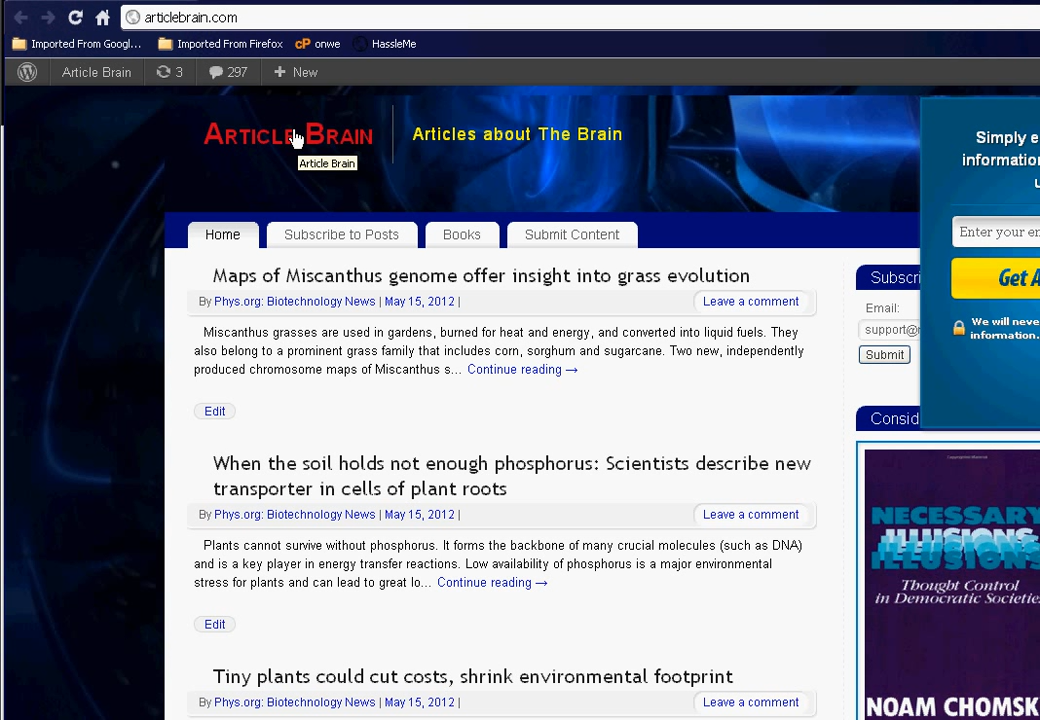 articlebrain.com
Imported From Googl... Imported From Firefox cP onwe HassleMe
Article Brain 3 297 + New
Article Brain Articles about The Brain
Article Brain
Simply e
information
u
Home Subscribe to Posts Books Submit Content
Enter your en
Get A
We will neve
information.
Maps of Miscanthus genome offer insight into grass evolution
By Phys.org: Biotechnology News | May 15, 2012 | Leave a comment
Miscanthus grasses are used in gardens, burned for heat and energy, and converted into liquid fuels. They
also belong to a prominent grass family that includes corn, sorghum and sugarcane. Two new, independently
produced chromosome maps of Miscanthus s... Continue reading →
Edit
Subscri
Email:
support@
Submit
Consid
When the soil holds not enough phosphorus: Scientists describe new
transporter in cells of plant roots
By Phys.org: Biotechnology News | May 15, 2012 | Leave a comment
Plants cannot survive without phosphorus. It forms the backbone of many crucial molecules (such as DNA)
and is a key player in energy transfer reactions. Low availability of phosphorus is a major environmental
stress for plants and can lead to great lo... Continue reading →
Edit
NECESSARY
ILLUSIONS
Thought Control
in Democratic Societie
NOAM CHOMSK
Tiny plants could cut costs, shrink environmental footprint
By Phys.org: Biotechnology News | May 15, 2012 | Leave a comment